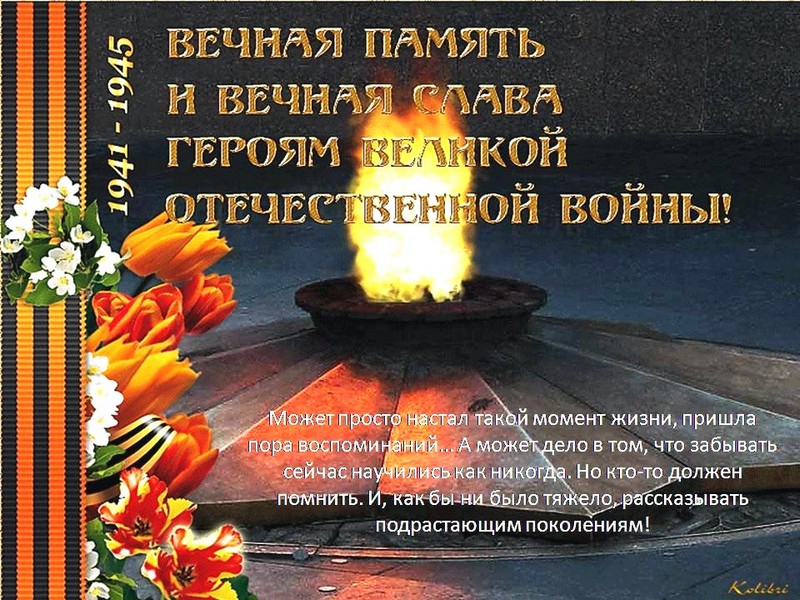 1941 - 1945
ВЕЧНАЯ ПАМЯТЬ
И ВЕЧНАЯ СЛАВА
ГЕРОЯМ ВЕЛИКОЙ
ОТЕЧЕСТВЕННОЙ ВОЙНЫ!
Может просто настал такой момент жизни, пришла
пора воспоминаний... А может дело в том, что забывать
сейчас научились как никогда. Но кто-то должен
помнить. И, как бы ни было тяжело, рассказывать
подрастающим поколениям!
Kolibri